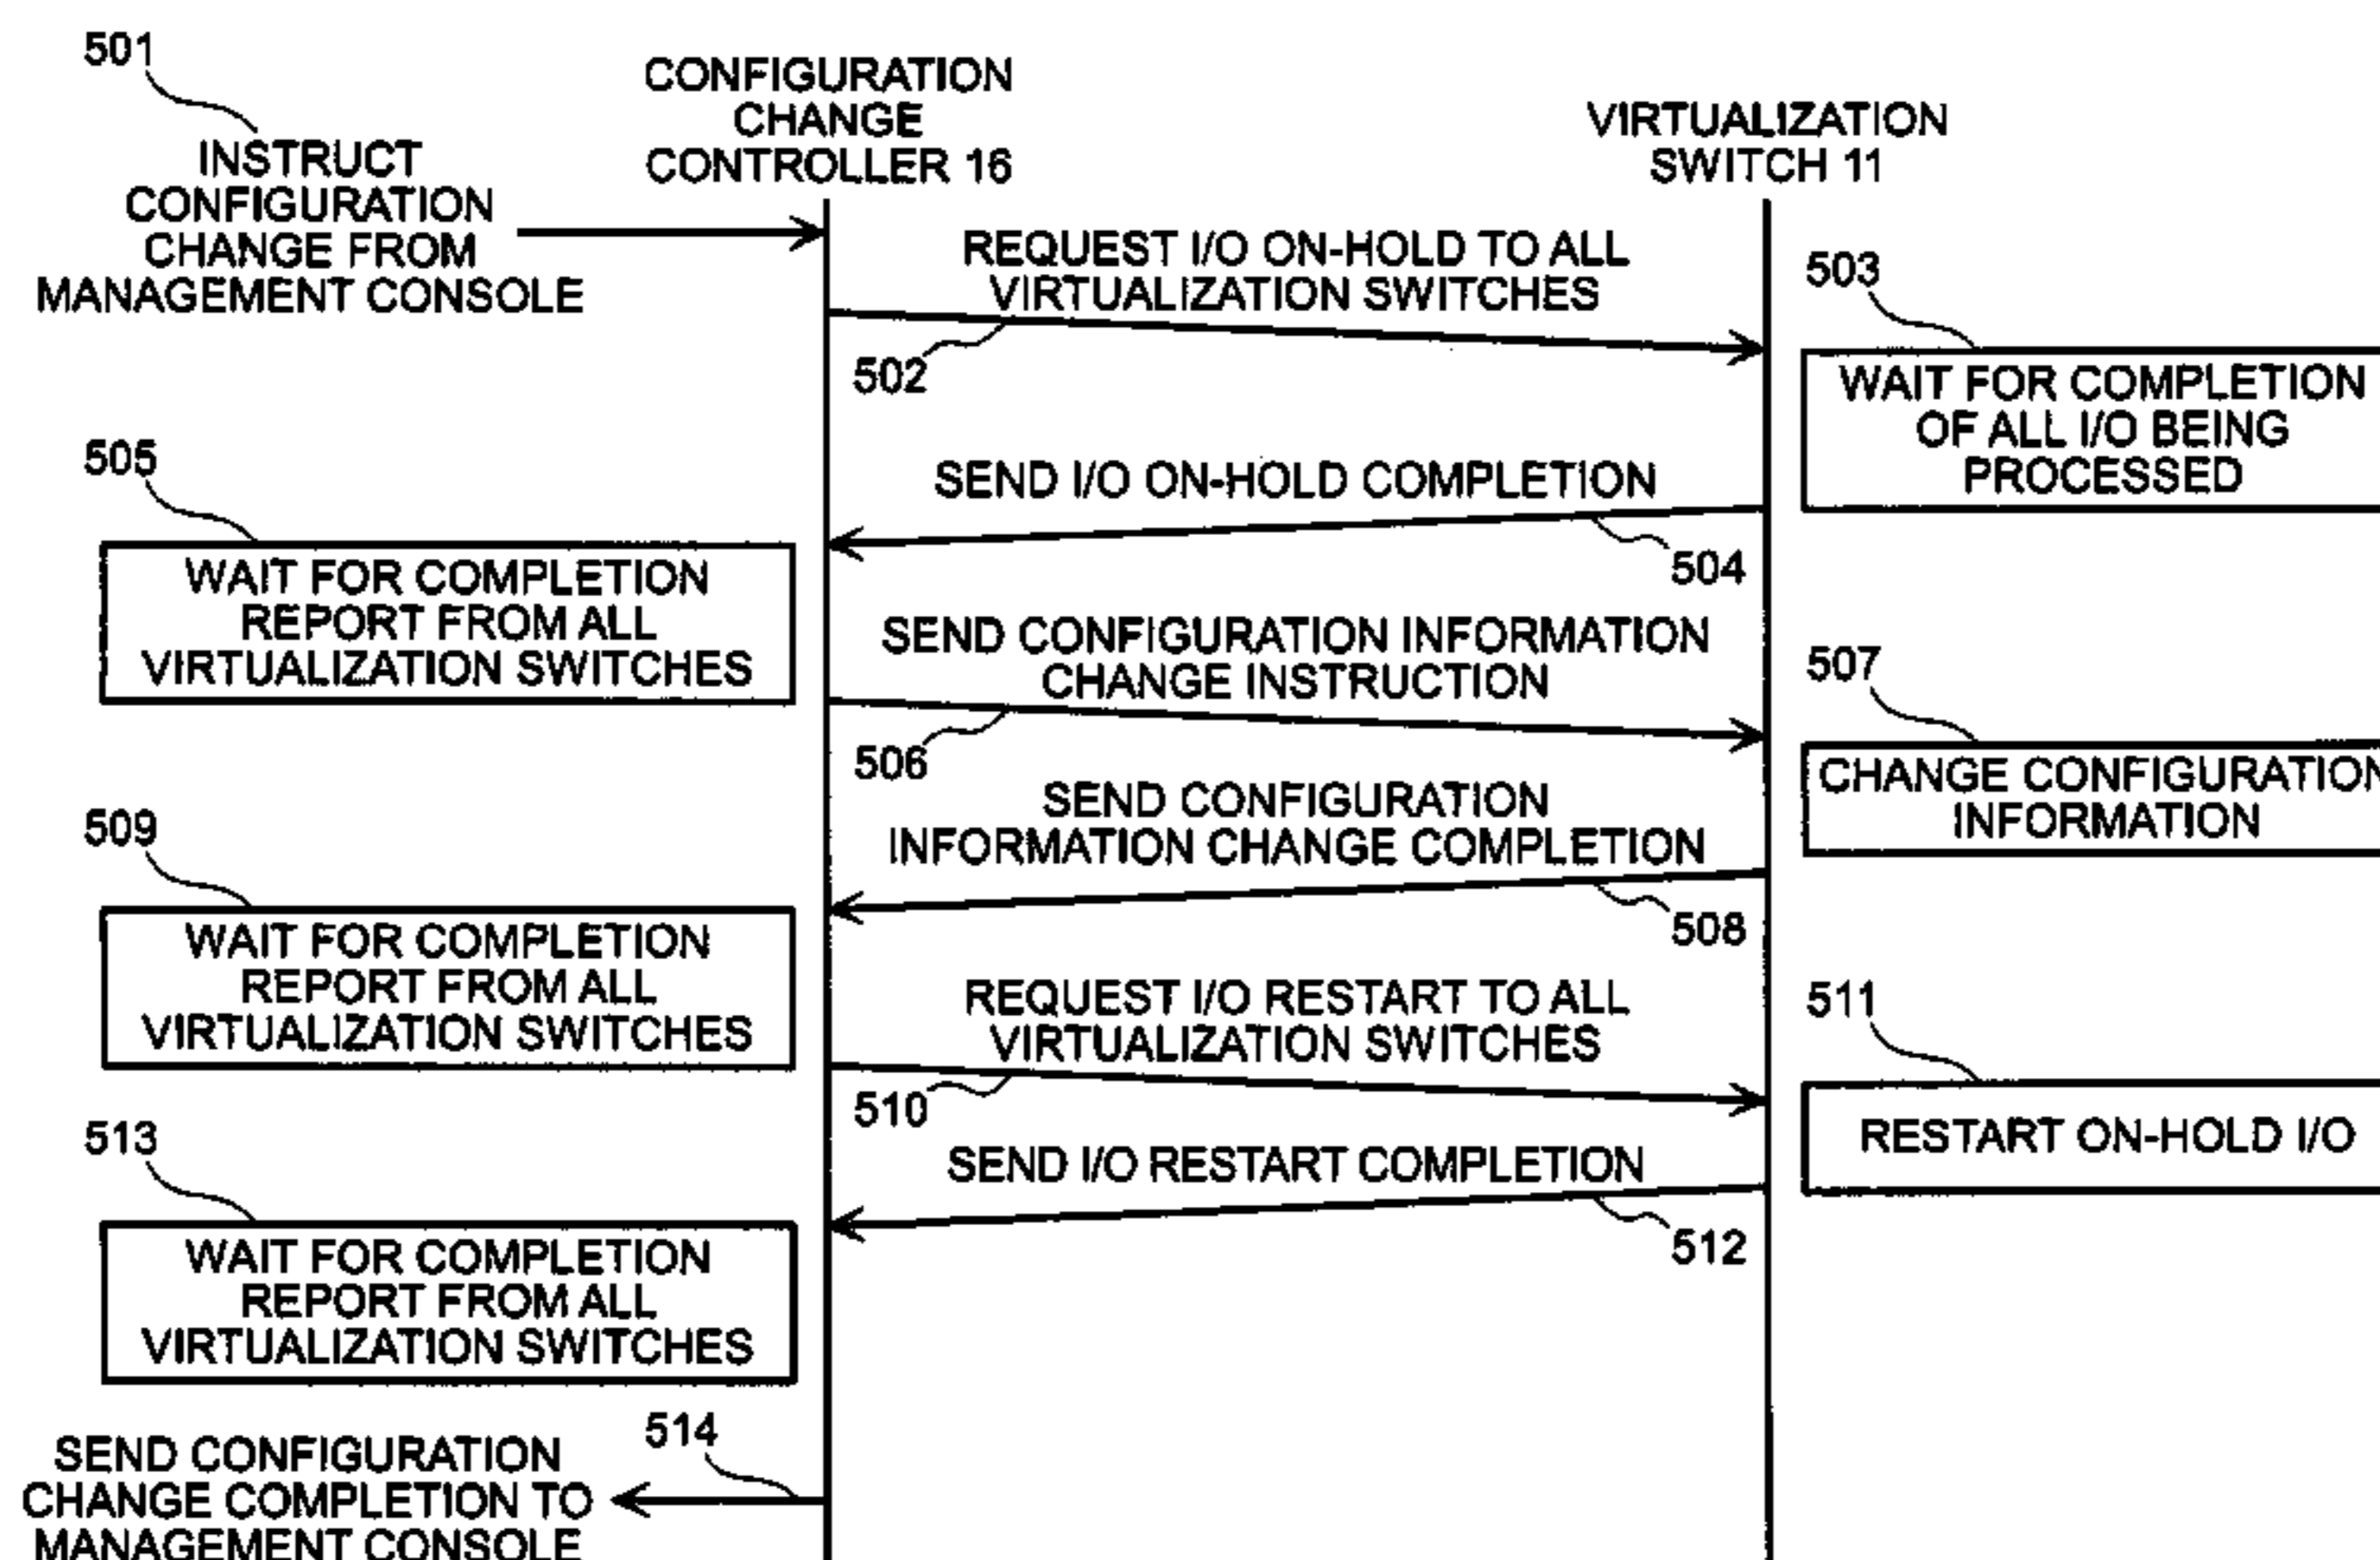 501
INSTRUCT
CONFIGURATION
CHANGE FROM
MANAGEMENT CONSOLE
CONFIGURATION
CHANGE
CONTROLLER 16
VIRTUALIZATION
SWITCH 11
REQUEST I/O ON-HOLD TO ALL
VIRTUALIZATION SWITCHES
502
503
WAIT FOR COMPLETION
OF ALL I/O BEING
PROCESSED
SEND I/O ON-HOLD COMPLETION
504
505
WAIT FOR COMPLETION
REPORT FROM ALL
VIRTUALIZATION SWITCHES
SEND CONFIGURATION INFORMATION
CHANGE INSTRUCTION
506
507
CHANGE CONFIGURATION
INFORMATION
SEND CONFIGURATION
INFORMATION CHANGE COMPLETION
508
509
WAIT FOR COMPLETION
REPORT FROM ALL
VIRTUALIZATION SWITCHES
REQUEST I/O RESTART TO ALL
VIRTUALIZATION SWITCHES
510
511
RESTART ON-HOLD I/O
SEND I/O RESTART COMPLETION
512
513
WAIT FOR COMPLETION
REPORT FROM ALL
VIRTUALIZATION SWITCHES
514
SEND CONFIGURATION
CHANGE COMPLETION TO
MANAGEMENT CONSOLE